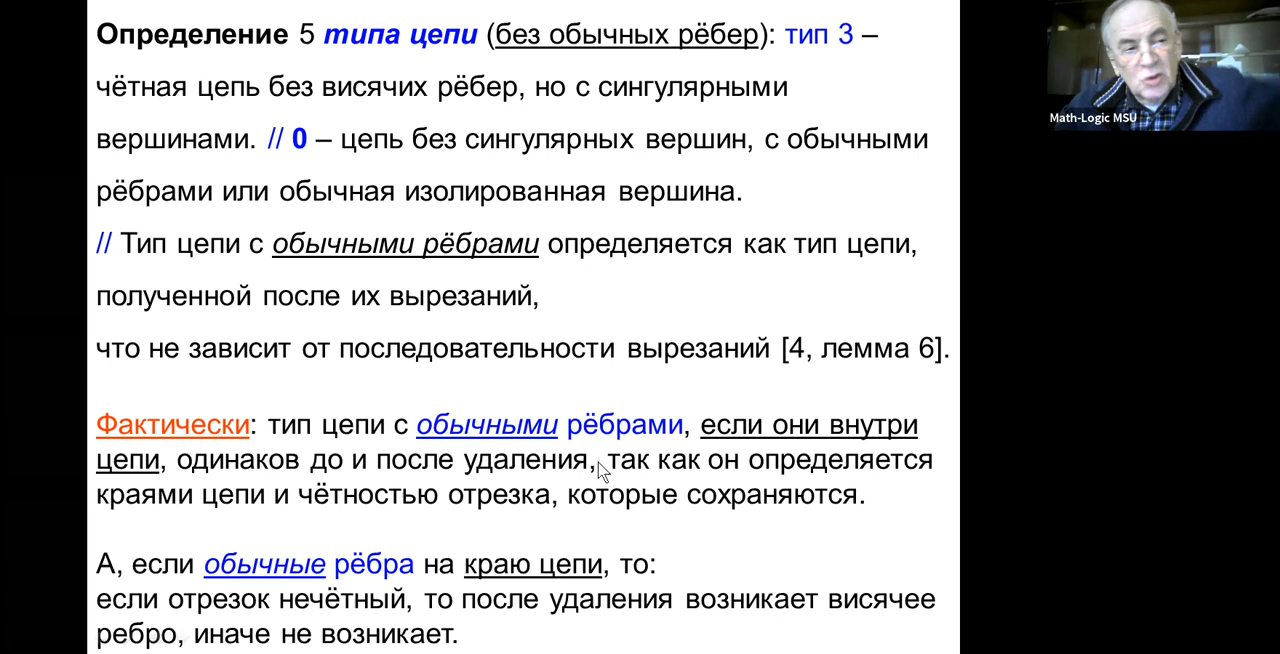 Определение 5 типа цепи (без обычных рёбер): тип 3 –
чётная цепь без висячих рёбер, но с сингулярными
вершинами. // 0 – цепь без сингулярных вершин, с обычными
рёбрами или обычная изолированная вершина.
// Тип цепи с обычными рёбрами определяется как тип цепи,
полученной после их вырезаний,
что не зависит от последовательности вырезаний [4, лемма 6].
Фактически: тип цепи с обычными рёбрами, если они внутри
цепи, одинаков до и после удаления, так как он определяется
краями цепи и чётностью отрезка, которые сохраняются.
А, если обычные рёбра на краю цепи, то:
если отрезок нечётный, то после удаления возникает висячее
ребро, иначе не возникает.
Math-Logic MSU